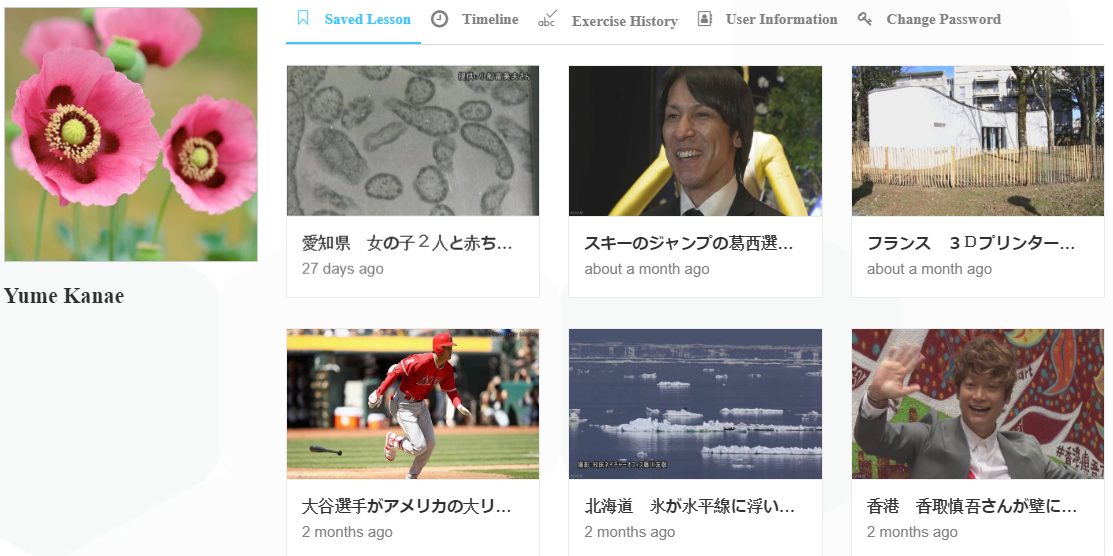 Saved Lesson
Timeline
abc
Exercise History
User Information
Change Password
Yume Kanae
愛知県　女の子２人と赤ち...
27 days ago
スキーのジャンプの葛西選...
about a month ago
フランス　３Ｄプリンター...
about a month ago
大谷選手がアメリカの大リ...
2 months ago
北海道　氷が水平線に浮い...
2 months ago
#香港慎吾
香港　香取慎吾さんが壁に...
2 months ago